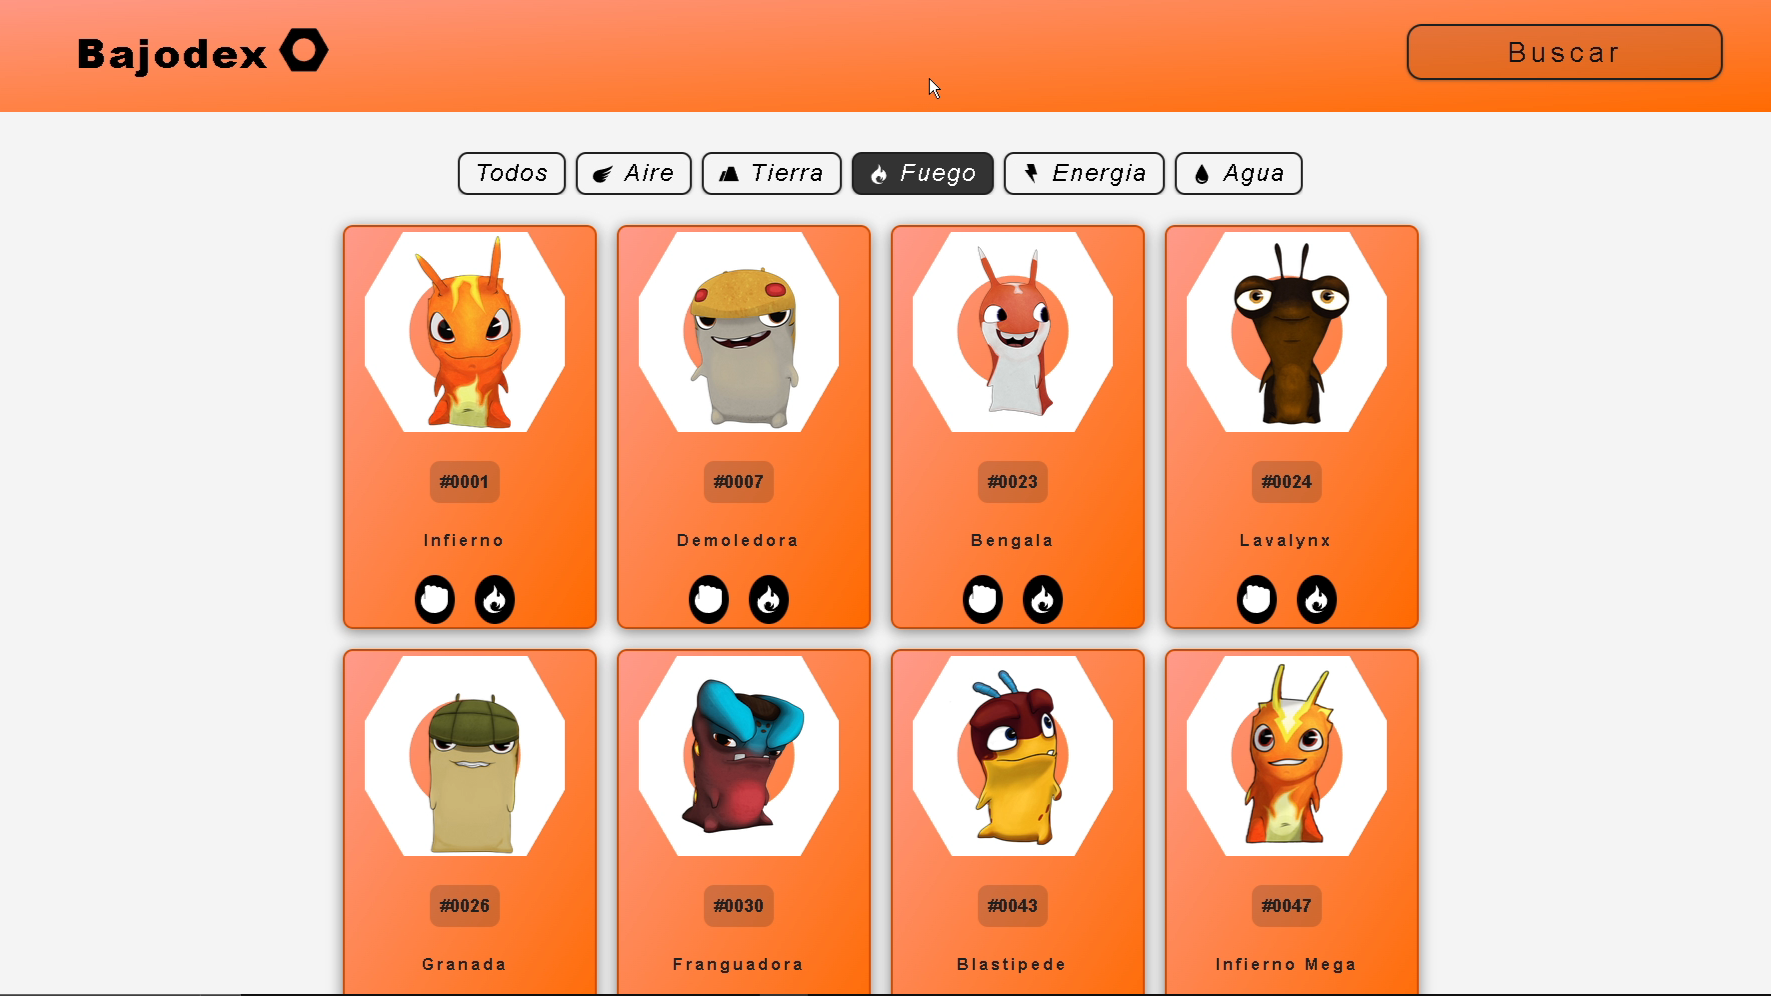 Bajodex
Buscar
Todos
Aire
Tierra
Fuego
Energia
Agua
#0001
#0007
#0023
#0024
Infierno
Demoledora
Bengala
Lavalynx
#0026
#0030
#0043
#0047
Granada
Franguadora
Blastipede
Infierno Mega